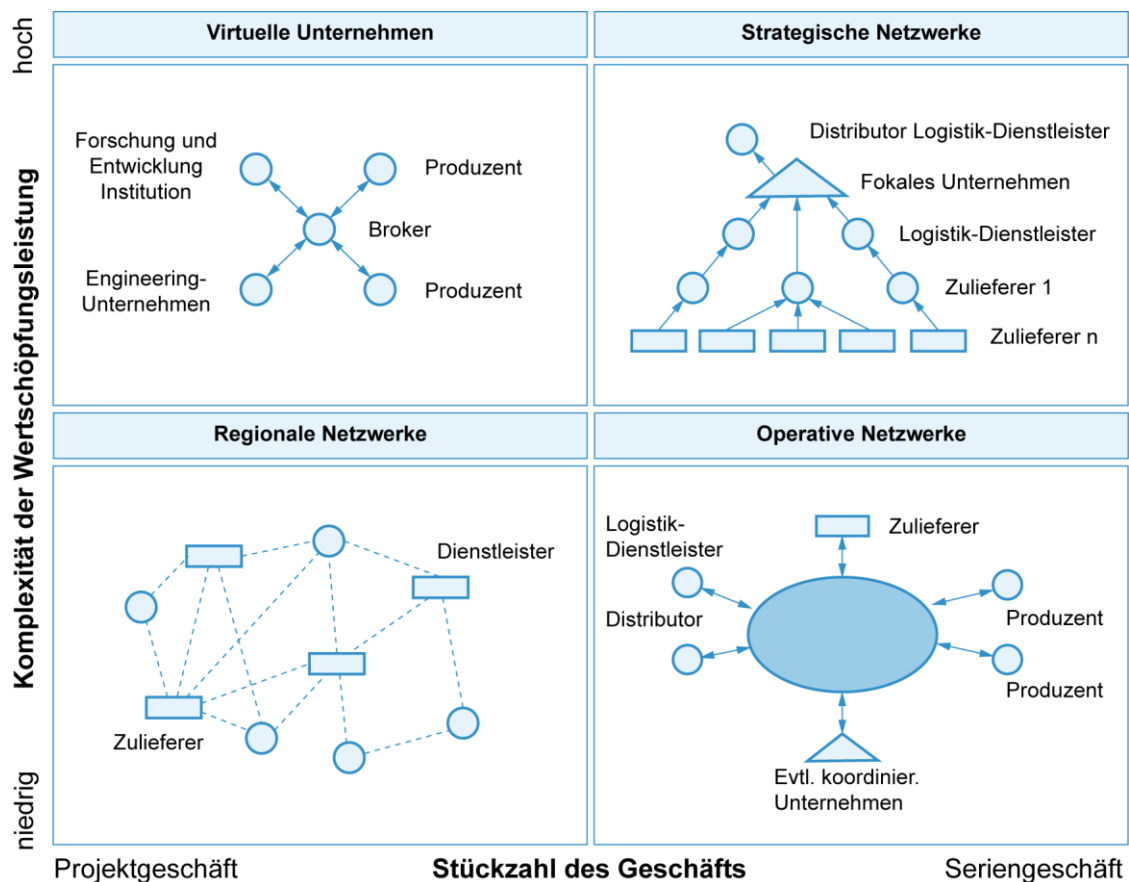 hoch
Virtuelle Unternehmen
Strategische Netzwerke
Forschung und
Entwicklung
Institution
Produzent
Broker
Engineering-
Unternehmen
Produzent
Distributor Logistik-Dienstleister
Fokales Unternehmen
Logistik-Dienstleister
Zulieferer 1
Zulieferer n
Komplexität der Wertschöpfungsleistung
Regionale Netzwerke
Operative Netzwerke
Dienstleister
Zulieferer
Logistik-
Dienstleister
Zulieferer
Distributor
Produzent
Produzent
Evtl. koordinier.
Unternehmen
niedrig
Projektgeschäft
Stückzahl des Geschäfts
Seriengeschäft